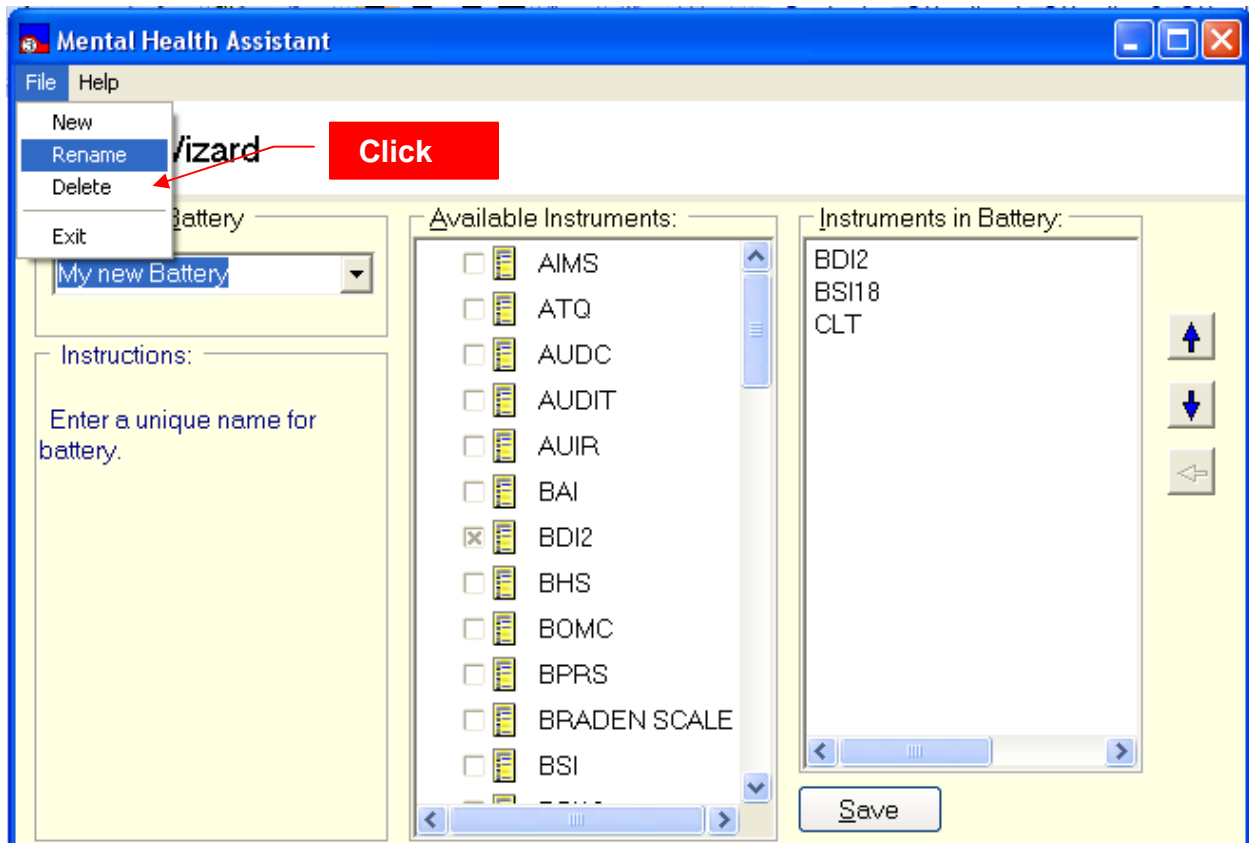 Mental Health Assistant
File Help
New
Rename
Delete
Exit
Click
Available Instruments:
AIMS
ATQ
AUDC
AUDIT
AUIR
BAI
BDI2
BHS
BOMC
BPRS
BRADEN SCALE
BSI
Instruments in Battery:
BDI2
BSI18
CLT
Save
Battery
My new Battery
Instructions:
Enter a unique name for
battery.